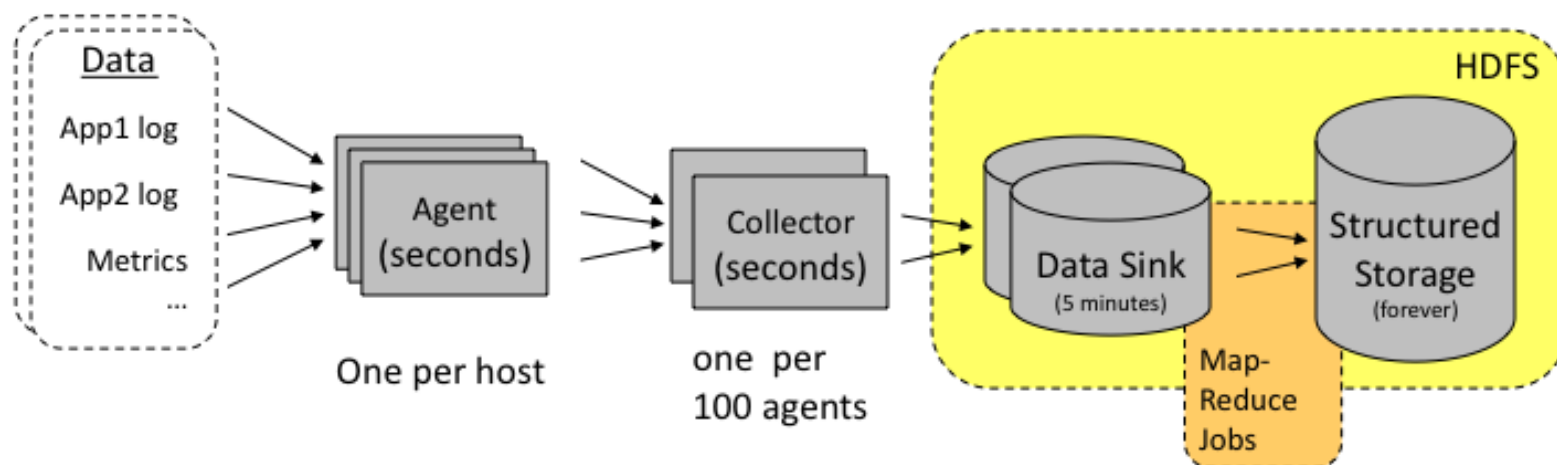 Data
App1 log
App2 log
Metrics
...
Agent
(seconds)
One per host
Collector
(seconds)
one per
100 agents
HDFS
Data Sink
(5 minutes)
Structured
Storage
(forever)
Map-
Reduce
Jobs